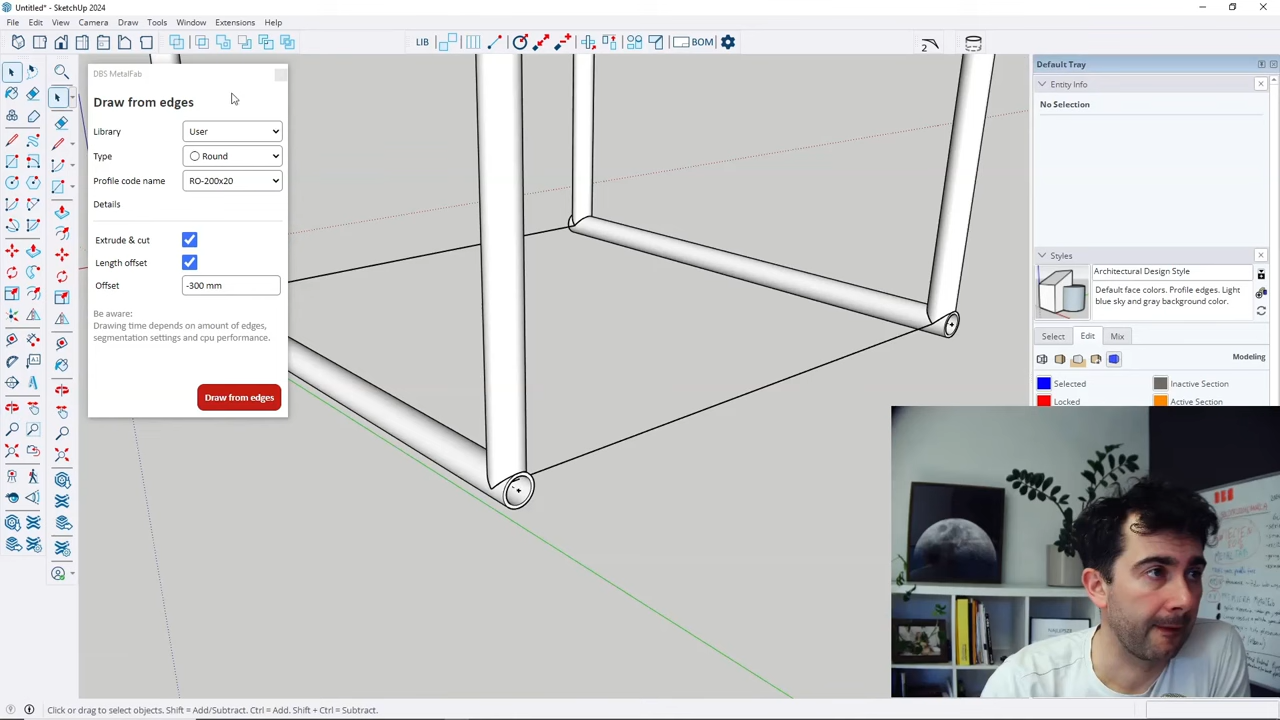 Untitled* - SketchUp 2024
File Edit View Camera Draw Tools Window Extensions Help
LIB BOM 2
DBS MetalFab
Draw from edges
Library User
Type Round
Profile code name RO-200x20
Details
Extrude & cut
Length offset
Offset -300 mm
Be aware:
Drawing time depends on amount of edges,
segmentation settings and cpu performance.
Draw from edges
Default Tray
Entity Info
No Selection
Styles
Architectural Design Style
Default face colors. Profile edges. Light
blue sky and gray background color.
Select Edit Mix
Modeling
Selected Inactive Section
Locked Active Section
Click or drag to select objects. Shift = Add/Subtract. Ctrl = Add. Shift + Ctrl = Subtract.